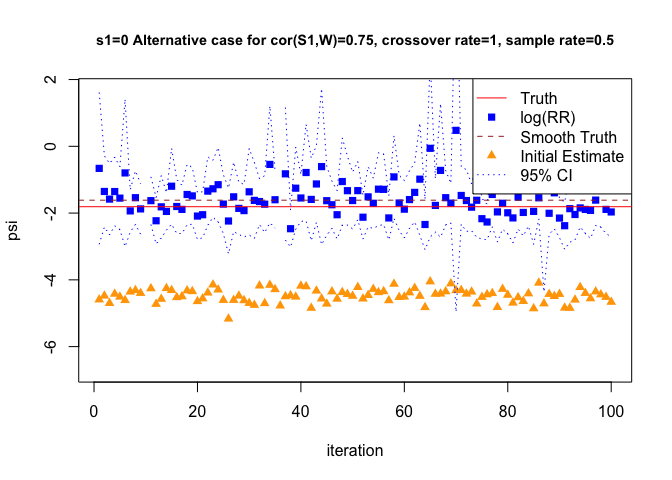 s1=0 Alternative case for cor(S1,W)=0.75, crossover rate=1, sample rate=0.5
2
0
-2
-4
-6
psi
Truth
log(RR)
Smooth Truth
Initial Estimate
95% CI
0 20 40 60 80 100
iteration